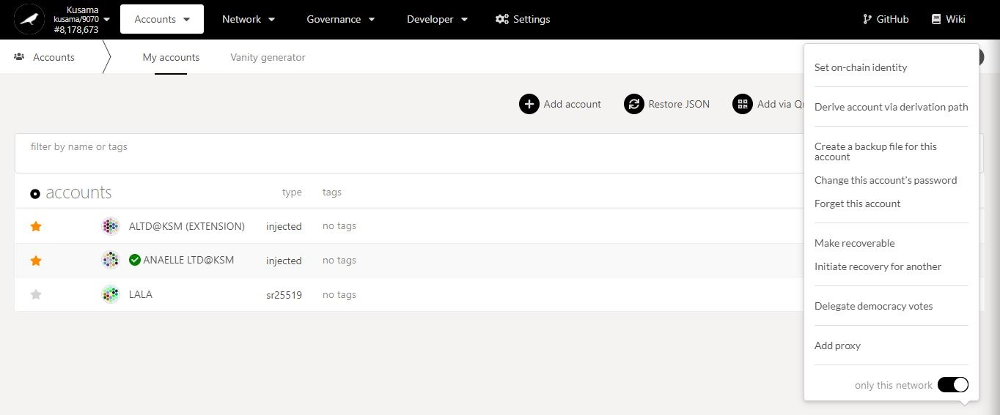 Kusama
kusama/9070
#8,178,673
Accounts
Network
Governance
Developer
Settings
GitHub
Wiki
Accounts
My accounts
Vanity generator
Add account
Restore JSON
Add via
filter by name or tags
accounts type tags
ALTD@KSM (EXTENSION) injected no tags
ANAELLE LTD@KSM injected no tags
LALA sr25519 no tags
Set on-chain identity
Derive account via derivation path
Create a backup file for this
account
Change this account's password
Forget this account
Make recoverable
Initiate recovery for another
Delegate democracy votes
Add proxy
only this network